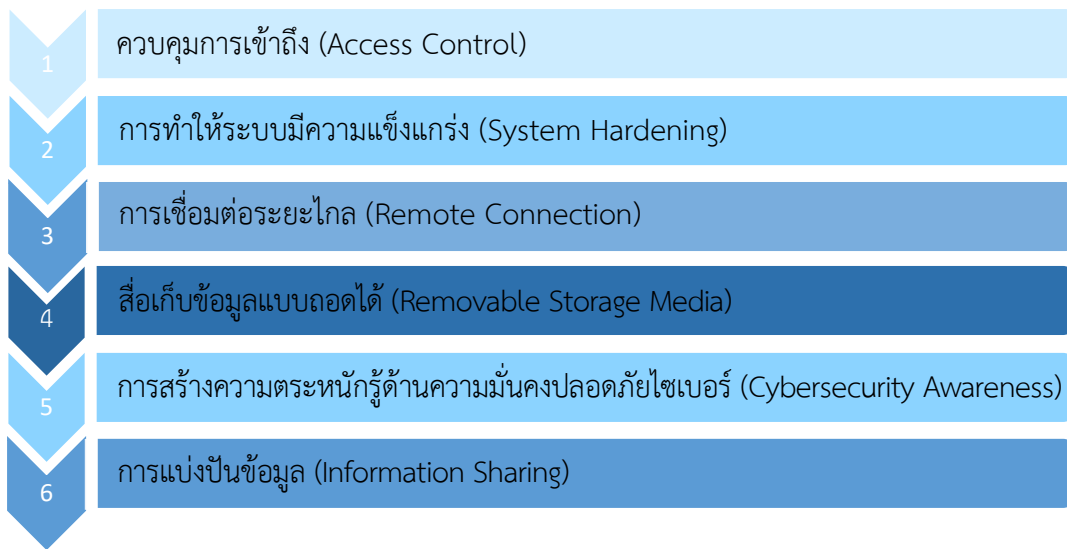 1
ควบคุมการเข้าถึง (Access Control)
2
การทำให้ระบบมีความแข็งแกร่ง (System Hardening)
3
การเชื่อมต่อระยะไกล (Remote Connection)
4
สื่อเก็บข้อมูลแบบถอดได้ (Removable Storage Media)
5
การสร้างความตระหนักรู้ด้านความมั่นคงปลอดภัยไซเบอร์ (Cybersecurity Awareness)
6
การแบ่งปันข้อมูล (Information Sharing)